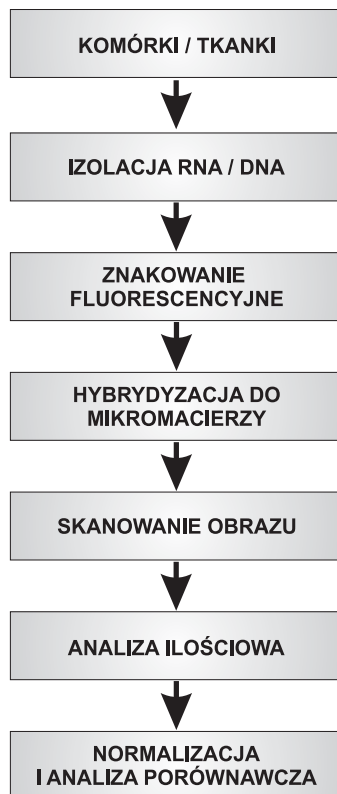 KOMÓRKI / TKANKI
IZOLACJA RNA / DNA
ZNAKOWANIE
FLUORESCENCYJNE
HYBRYDYZACJA DO
MIKROMACIERZY
SKANOWANIE OBRAZU
ANALIZA ILOŚCIOWA
NORMALIZACJA
I ANALIZA PORÓWNAWCZA